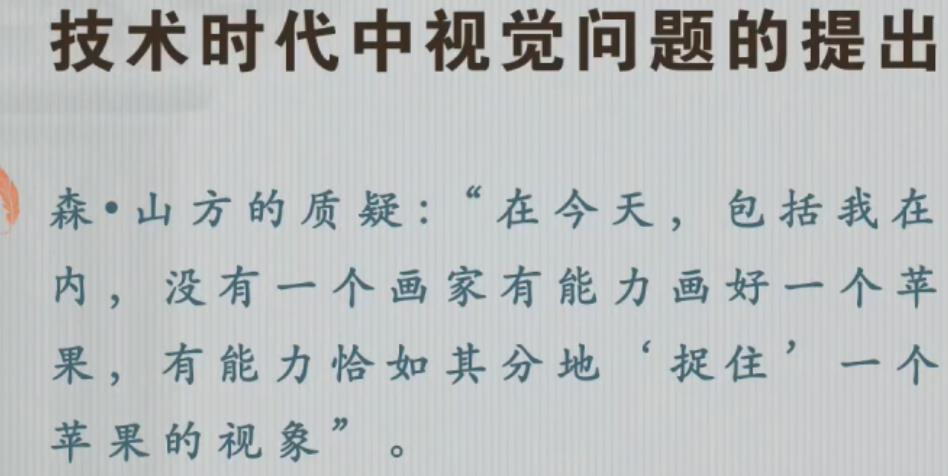 技术时代中视觉问题的提出
森•山方的质疑：“在今天，包括我在
内，没有一个画家有能力画好一个苹
果，有能力恰如其分地‘捉住’一个
苹果的视象”。